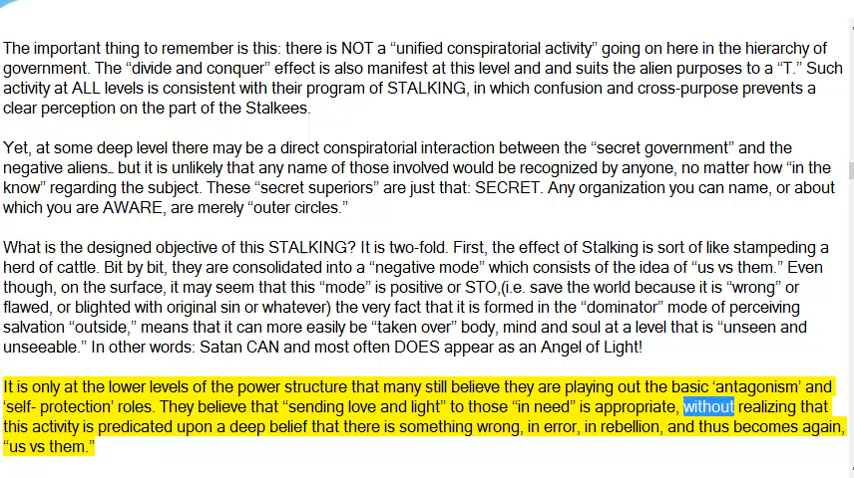 The important thing to remember is this: there is NOT a “unified conspiratorial activity” going on here in the hierarchy of
government. The “divide and conquer” effect is also manifest at this level and and suits the alien purposes to a “T.” Such
activity at ALL levels is consistent with their program of STALKING, in which confusion and cross-purpose prevents a
clear perception on the part of the Stalkees.
Yet, at some deep level there may be a direct conspiratorial interaction between the “secret government” and the
negative aliens.. but it is unlikely that any name of those involved would be recognized by anyone, no matter how “in the
know” regarding the subject. These “secret superiors” are just that: SECRET. Any organization you can name, or about
which you are AWARE, are merely “outer circles.”
What is the designed objective of this STALKING? It is two-fold. First, the effect of Stalking is sort of like stampeding a
herd of cattle. Bit by bit, they are consolidated into a “negative mode” which consists of the idea of “us vs them.” Even
though, on the surface, it may seem that this “mode” is positive or STO,(i.e. save the world because it is “wrong” or
flawed, or blighted with original sin or whatever) the very fact that it is formed in the “dominator” mode of perceiving
salvation “outside,” means that it can more easily be “taken over” body, mind and soul at a level that is “unseen and
unseeable.” In other words: Satan CAN and most often DOES appear as an Angel of Light!
It is only at the lower levels of the power structure that many still believe they are playing out the basic ‘antagonism’ and
‘self- protection’ roles. They believe that “sending love and light” to those “in need” is appropriate, without realizing that
this activity is predicated upon a deep belief that there is something wrong, in error, in rebellion, and thus becomes again,
“us vs them.”